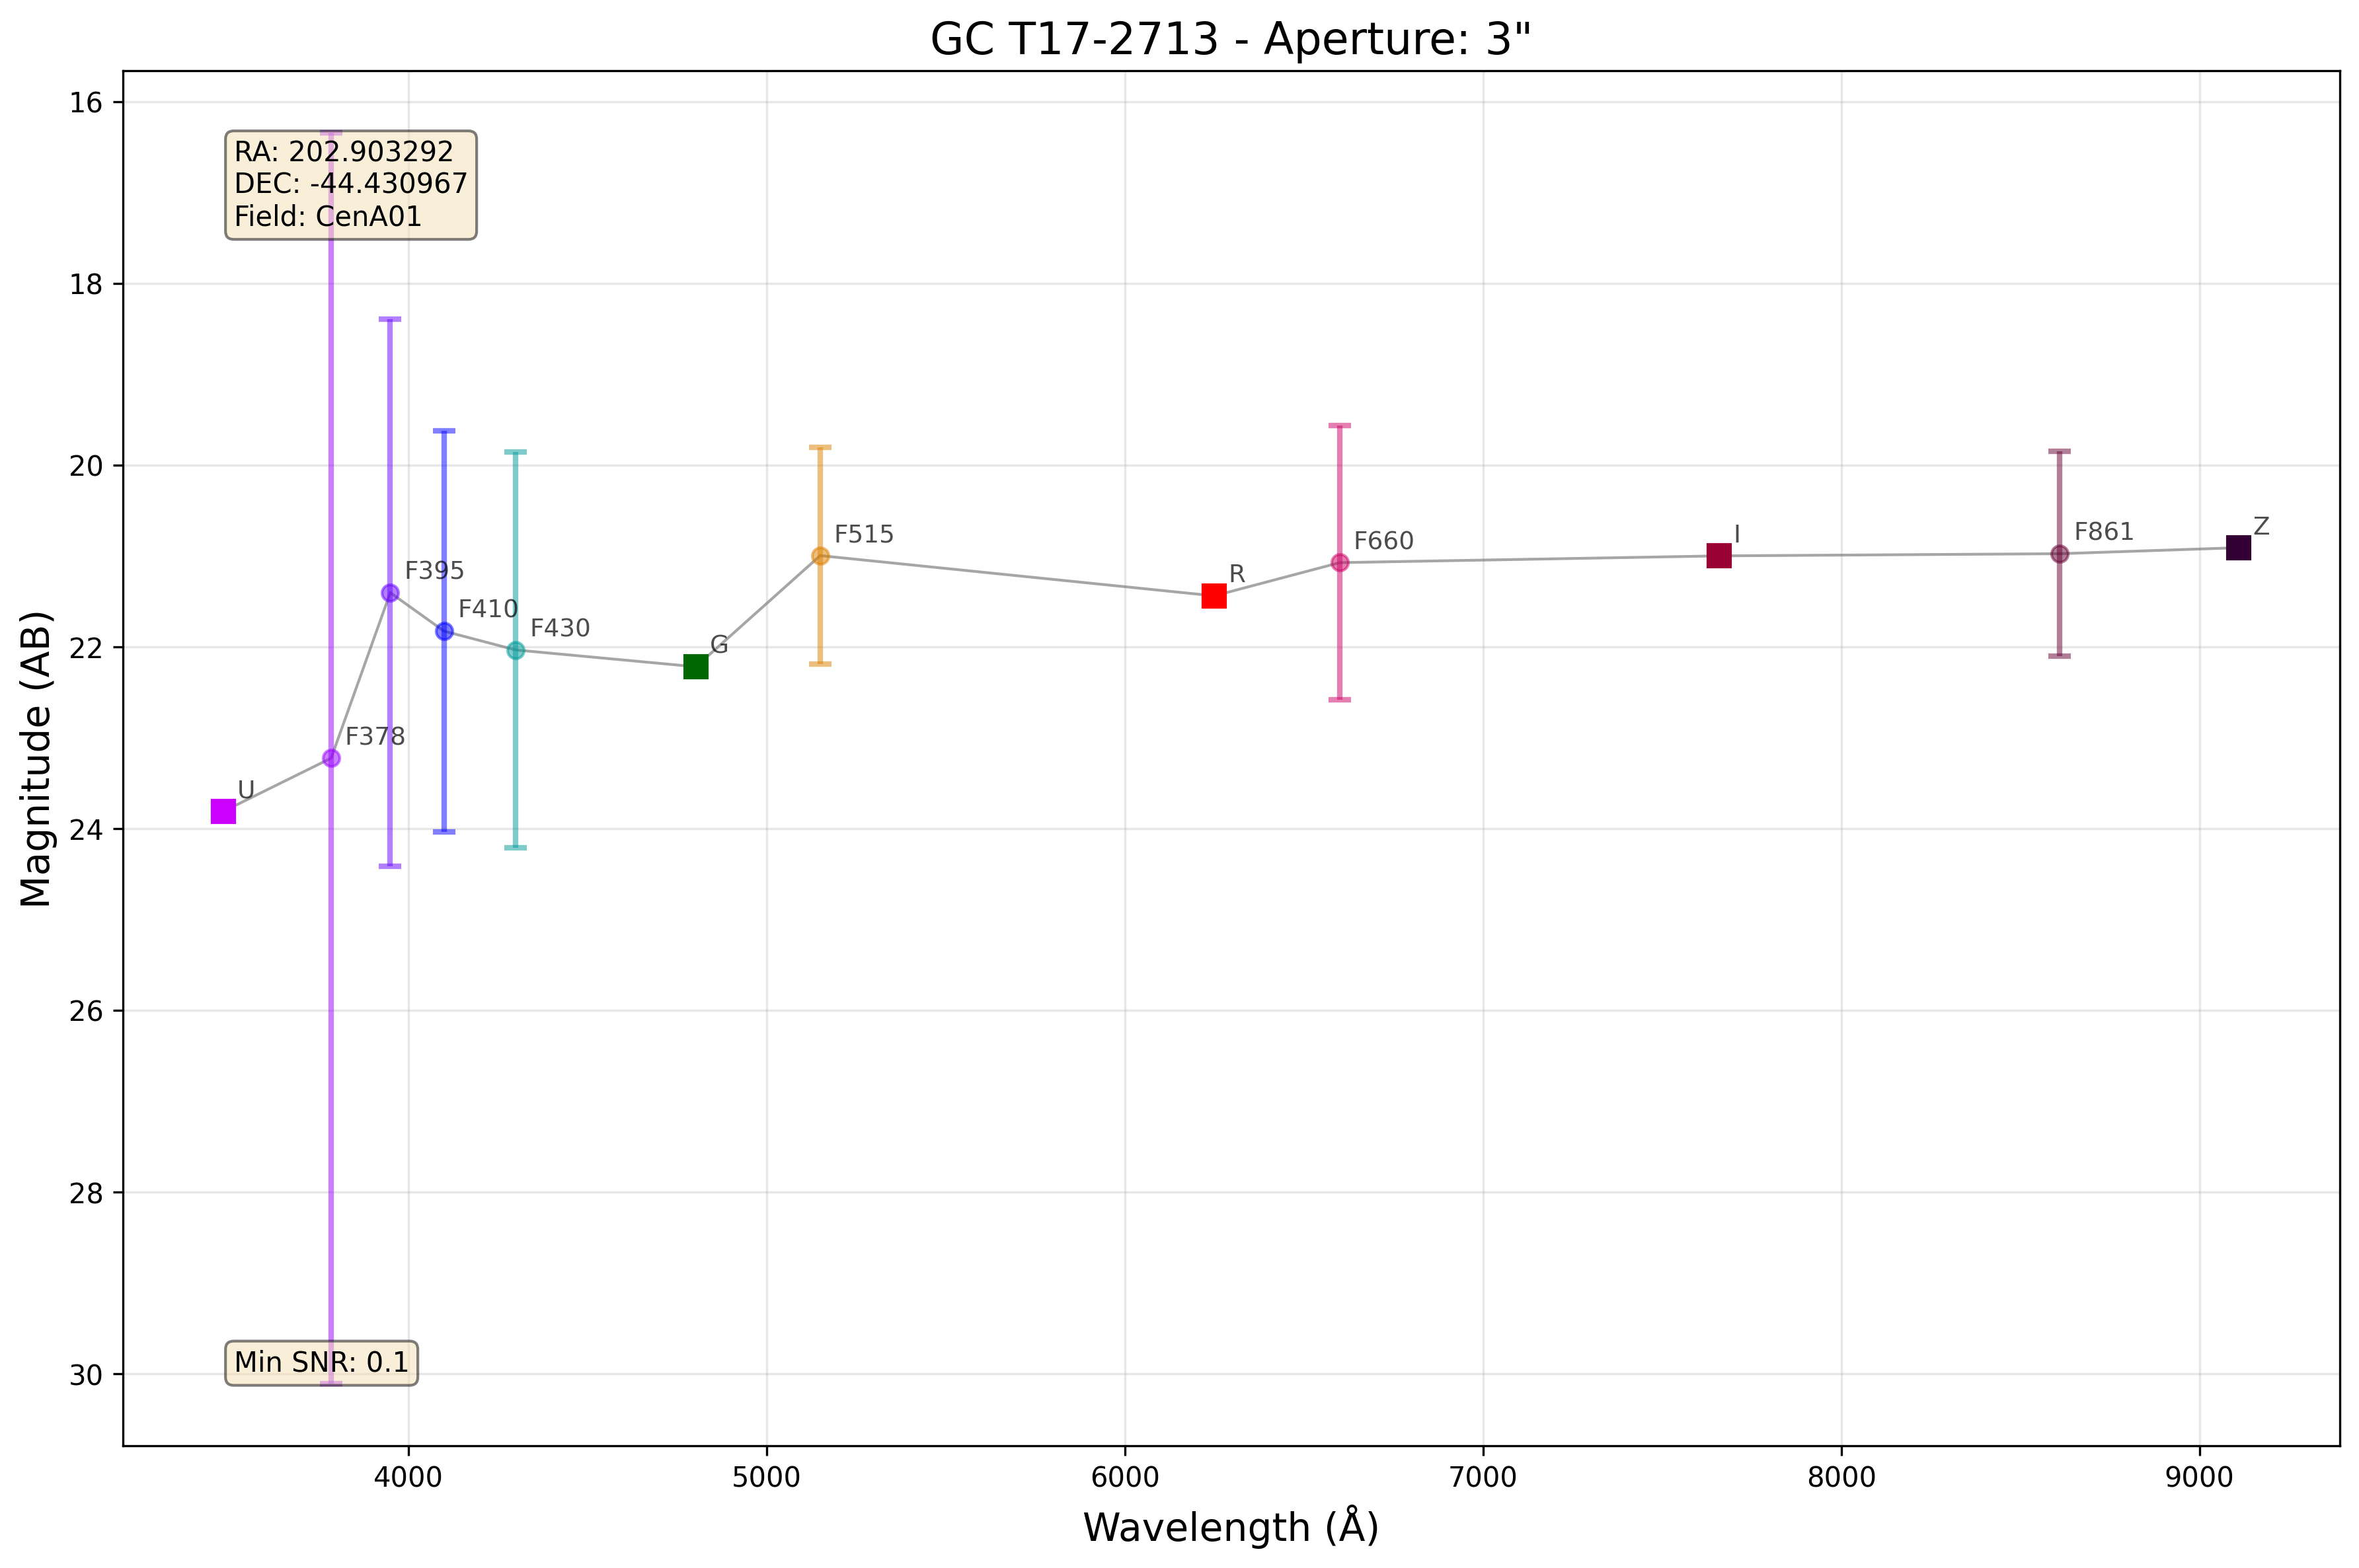 GC T17-2713 - Aperture: 3"
Magnitude (AB)
16
18
20
22
24
26
28
30
RA: 202.903292
DEC: -44.430967
Field: CenA01
U
F378
F395
F410
F430
G
F515
R
F660
I
F861
Z
Min SNR: 0.1
4000
5000
6000
7000
8000
9000
Wavelength (Å)